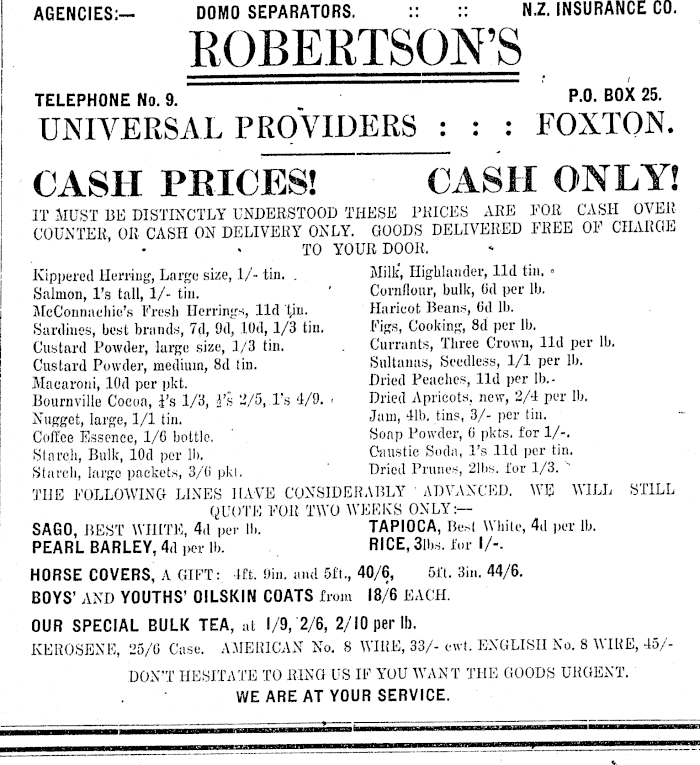 AGENCIES:— DOMO SEPARATORS. :: :: N.Z. INSURANCE CO.
ROBERTSON'S
TELEPHONE No. 9. P.O. BOX 25.
UNIVERSAL PROVIDERS : : : FOXTON.
CASH PRICES! CASH ONLY!
IT MUST BE DISTINCTLY UNDERSTOOD THESE PRICES ARE FOR CASH OVER
COUNTER, OR CASH ON DELIVERY ONLY. GOODS DELIVERED FREE OF CHARGE
TO YOUR DOOR.
Kippered Herring, Large size, 1/- tin.
Salmon, 1's tall, 1/- tin.
McConnachie's Fresh Herrings, 11d tin.
Sardines, best brands, 7d, 9d, 10d, 1/3 tin.
Custard Powder, large size, 1/3 tin.
Custard Powder, medium, 8d tin.
Macaroni, 10d per pkt.
Bournville Cocoa, ¼'s 1/3, ½'s 2/5, 1's 4/9.
Nugget, large, 1/1 tin.
Coffee Essence, 1/6 bottle.
Starch, Bulk, 10d per lb.
Starch, large packets, 3/6 pkt.
Milk, Highlander, 11d tin.
Cornflour, bulk, 6d per lb.
Haricot Beans, 6d lb.
Figs, Cooking, 8d per lb.
Currants, Three Crown, 11d per lb.
Sultanas, Seedless, 1/1 per lb.
Dried Peaches, 11d per lb.
Dried Apricots, new, 2/4 per lb.
Jam, 4lb. tins, 3/- per tin.
Soap Powder, 6 pkts. for 1/-.
Caustic Soda, 1's 11d per tin.
Dried Prunes, 2lbs. for 1/3.
THE FOLLOWING LINES HAVE CONSIDERABLY ADVANCED. WE WILL STILL
QUOTE FOR TWO WEEKS ONLY:—
SAGO, BEST WHITE, 4d per lb. TAPIOCA, Best White, 4d per lb.
PEARL BARLEY, 4d per lb. RICE, 3lbs. for 1/-.
HORSE COVERS, A GIFT: 4ft. 9in. and 5ft., 40/6, 5ft. 3in. 44/6.
BOYS' AND YOUTHS' OILSKIN COATS from 18/6 EACH.
OUR SPECIAL BULK TEA, at 1/9, 2/6, 2/10 per lb.
KEROSENE, 25/6 Case. AMERICAN No. 8 WIRE, 33/- cwt. ENGLISH No. 8 WIRE, 45/-
DON'T HESITATE TO RING US IF YOU WANT THE GOODS URGENT.
WE ARE AT YOUR SERVICE.